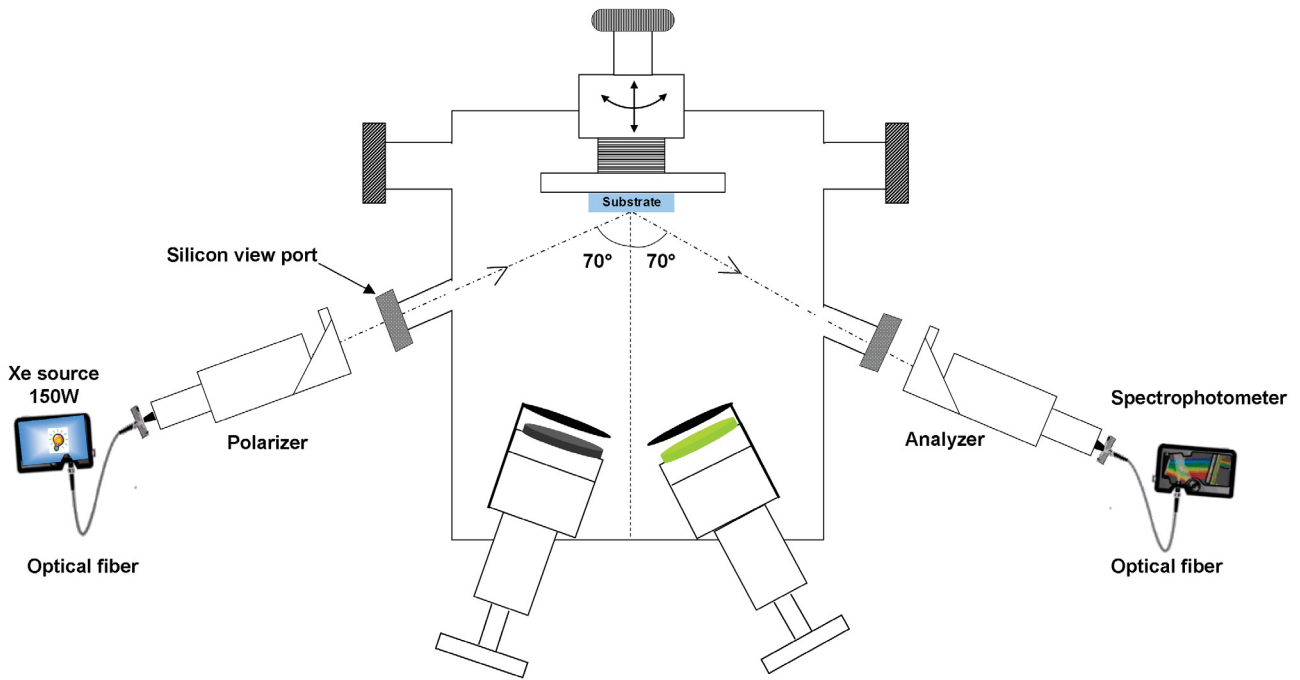 Substrate
Silicon view port
70°
70°
Xe source
150W
Polarizer
Analyzer
Spectrophotometer
Optical fiber
Optical fiber